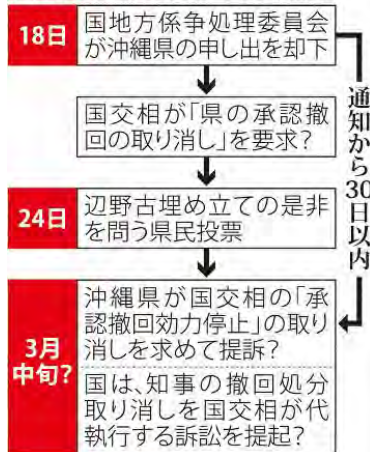 18日
国地方係争処理委員会
が沖縄県の申し出を却下
国交相が「県の承認撤
回の取り消し」を要求?
24日
辺野古埋め立ての是非
を問う県民投票
3月
中旬?
沖縄県が国交相の「承
認撤回効力停止」の取り
消しを求めて提訴?
国は、知事の撤回処分
取り消しを国交相が代
執行する訴訟を提起?
通知から30日以内